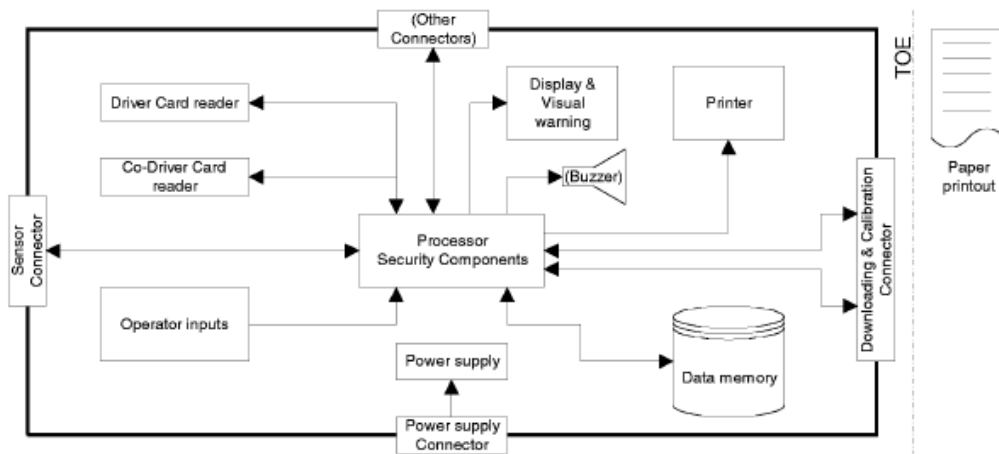 (Other
Connectors)
TOE
Driver Card reader
Display &
Visual
warning
Printer
Co-Driver Card
reader
(Buzzer)
Paper
printout
Sensor
Connector
Processor
Security Components
Downloading & Calibration
Connector
Operator inputs
Power supply
Data memory
Power supply
Connector